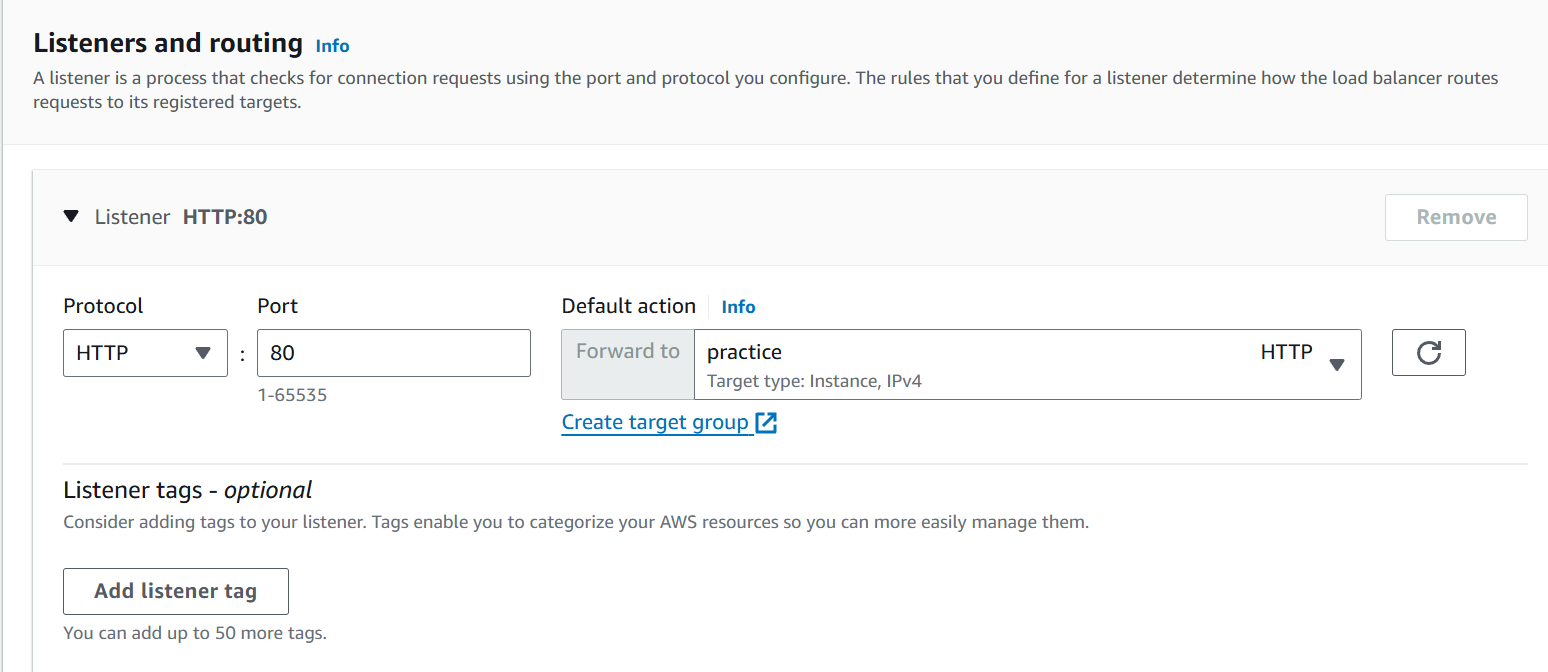 Listeners and routing Info
A listener is a process that checks for connection requests using the port and protocol you configure. The rules that you define for a listener determine how the load balancer routes
requests to its registered targets.
Listener HTTP:80
Remove
Protocol
Port
Default action
Info
HTTP
:
80
1-65535
Forward to
practice
HTTP
Target type: Instance, IPv4
Create target group
Listener tags - optional
Consider adding tags to your listener. Tags enable you to categorize your AWS resources so you can more easily manage them.
Add listener tag
You can add up to 50 more tags.